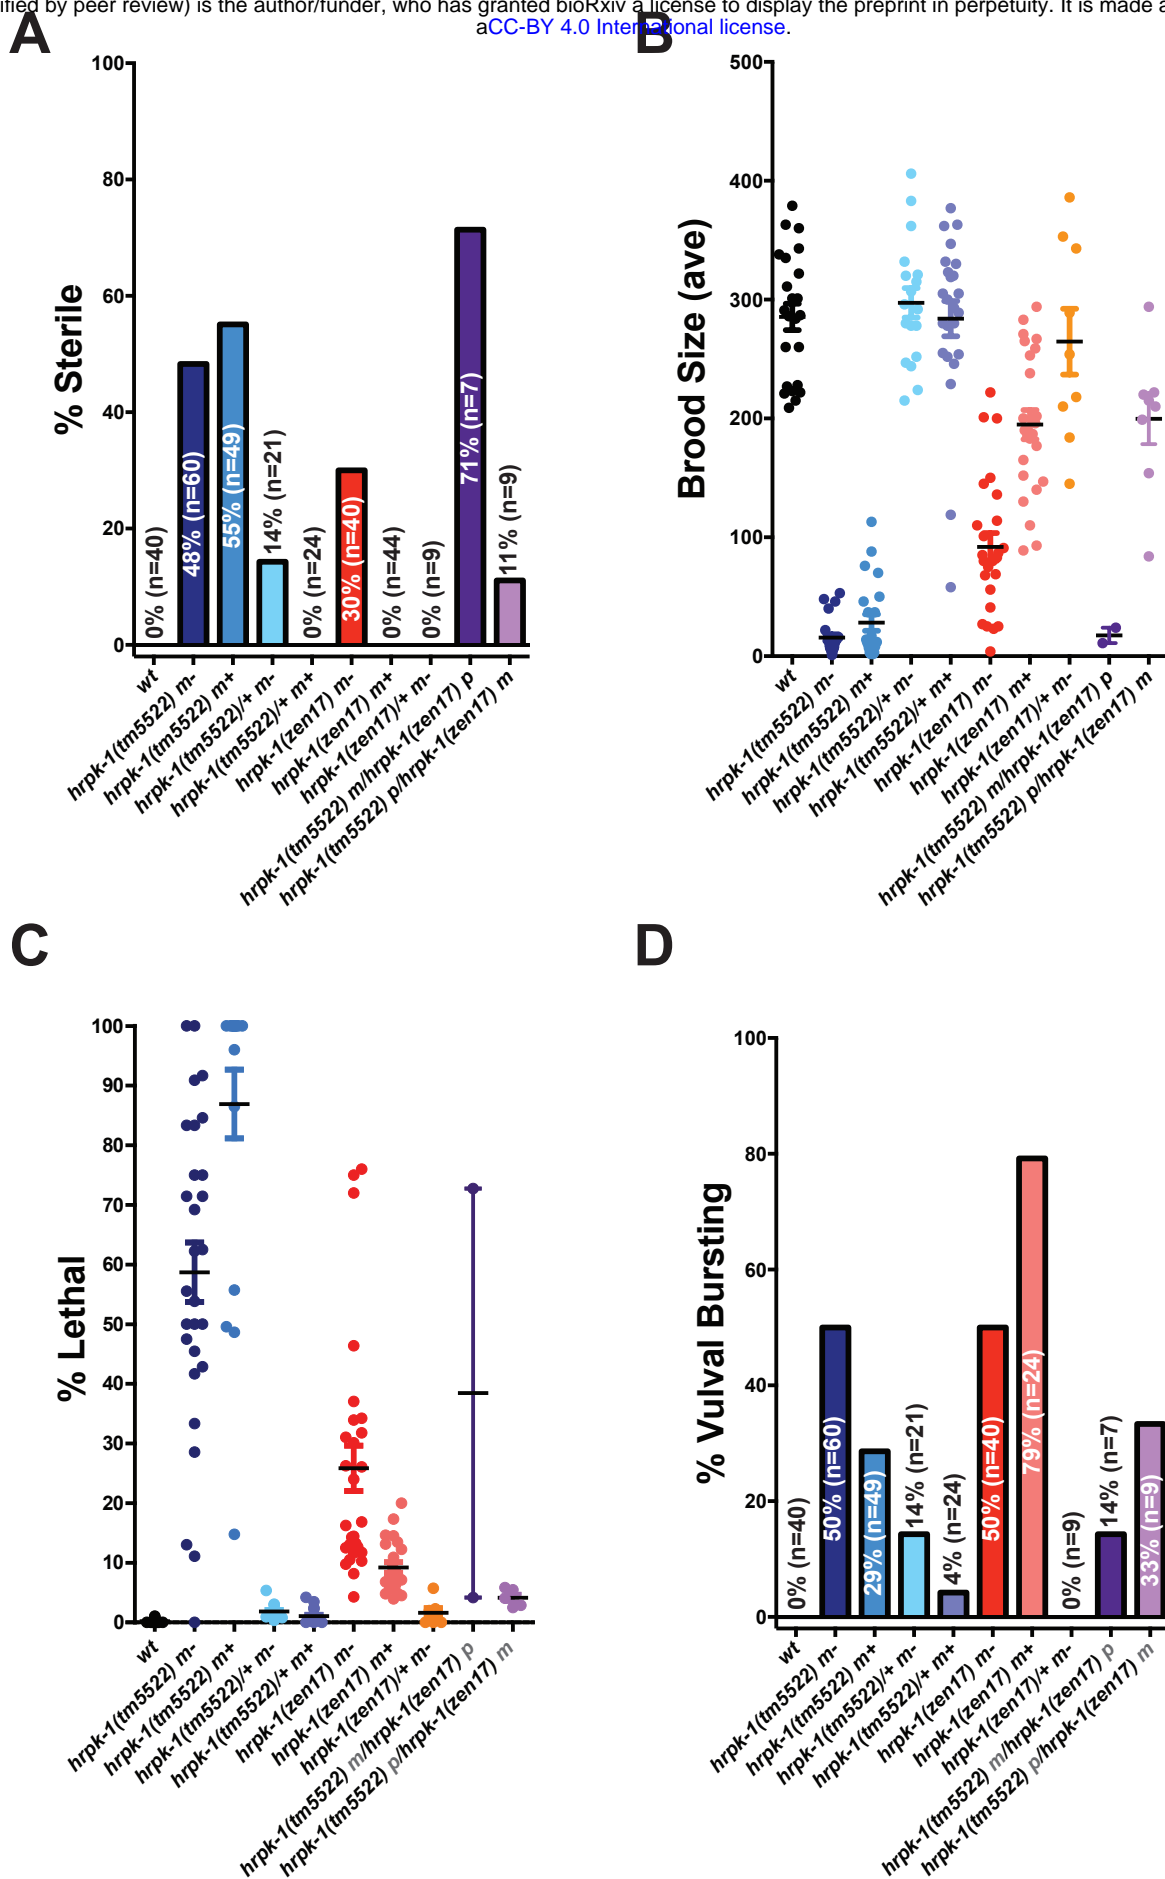 ified by peer review) is the author/funder, who has granted bioRxiv a license to display the preprint in perpetuity. It is made a
aCC-BY 4.0 International license.
A
% Sterile
100
80
60
40
20
0
0% (n=40)
48% (n=60)
55% (n=49)
14% (n=21)
0% (n=24)
30% (n=40)
0% (n=44)
0% (n=9)
71% (n=7)
11% (n=9)
wt
hrpk-1(tm5522) m-
hrpk-1(tm5522) m+
hrpk-1(tm5522)/+ m-
hrpk-1(tm5522)/+ m+
hrpk-1(zen17) m-
hrpk-1(zen17) m+
hrpk-1(zen17)/+ m-
hrpk-1(tm5522) m/hrpk-1(zen17) p
hrpk-1(tm5522) p/hrpk-1(zen17) m
B
Brood Size (ave)
500
400
300
200
100
0
wt
hrpk-1(tm5522) m-
hrpk-1(tm5522) m+
hrpk-1(tm5522)/+ m-
hrpk-1(tm5522)/+ m+
hrpk-1(zen17) m-
hrpk-1(zen17) m+
hrpk-1(zen17)/+ m-
hrpk-1(tm5522) m/hrpk-1(zen17) p
hrpk-1(tm5522) p/hrpk-1(zen17) m
C
% Lethal
100
90
80
70
60
50
40
30
20
10
0
wt
hrpk-1(tm5522) m-
hrpk-1(tm5522) m+
hrpk-1(tm5522)/+ m-
hrpk-1(tm5522)/+ m+
hrpk-1(zen17) m-
hrpk-1(zen17) m+
hrpk-1(zen17)/+ m-
hrpk-1(tm5522) m/hrpk-1(zen17) p
hrpk-1(tm5522) p/hrpk-1(zen17) m
D
% Vulval Bursting
100
80
60
40
20
0
0% (n=40)
50% (n=60)
29% (n=49)
14% (n=21)
4% (n=24)
50% (n=40)
79% (n=24)
0% (n=9)
14% (n=7)
33% (n=9)
wt
hrpk-1(tm5522) m-
hrpk-1(tm5522) m+
hrpk-1(tm5522)/+ m-
hrpk-1(tm5522)/+ m+
hrpk-1(zen17) m-
hrpk-1(zen17) m+
hrpk-1(zen17)/+ m-
hrpk-1(tm5522) m/hrpk-1(zen17) p
hrpk-1(tm5522) p/hrpk-1(zen17) m